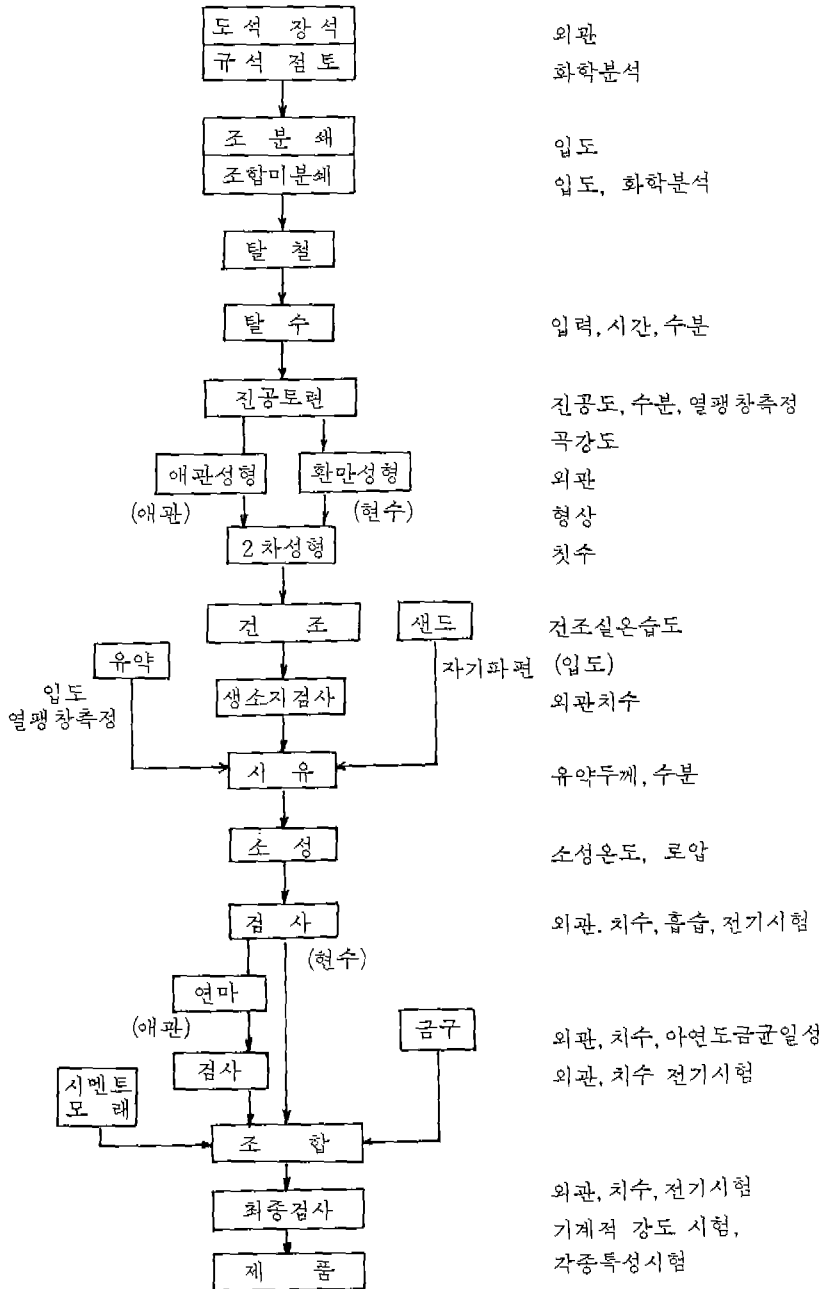 도석 장석 외관
규석 점토 화학분석
조 분 쇄 입도
조합미분쇄 입도, 화학분석
탈 철
탈 수 입력, 시간, 수분
진공토련 진공도, 수분, 열팽창측정
곡강도
애관성형 환만성형 외관
(애관) (현수) 형상
2차성형 칫수
건 조 샌드 건조실온습도
유약 자기파편 (입도)
입도 생소지검사 외관치수
열팽창측정
시 유 유약두께, 수분
소 성 소성온도, 로압
검 사 외관. 치수, 흡습, 전기시험
(현수)
연마
(애관) 금구 외관, 치수, 아연도금균일성
검사 외관, 치수 전기시험
시멘트
모 래
조 합
외관, 치수, 전기시험
최종검사 기계적 강도 시험,
제 품 각종특성시험